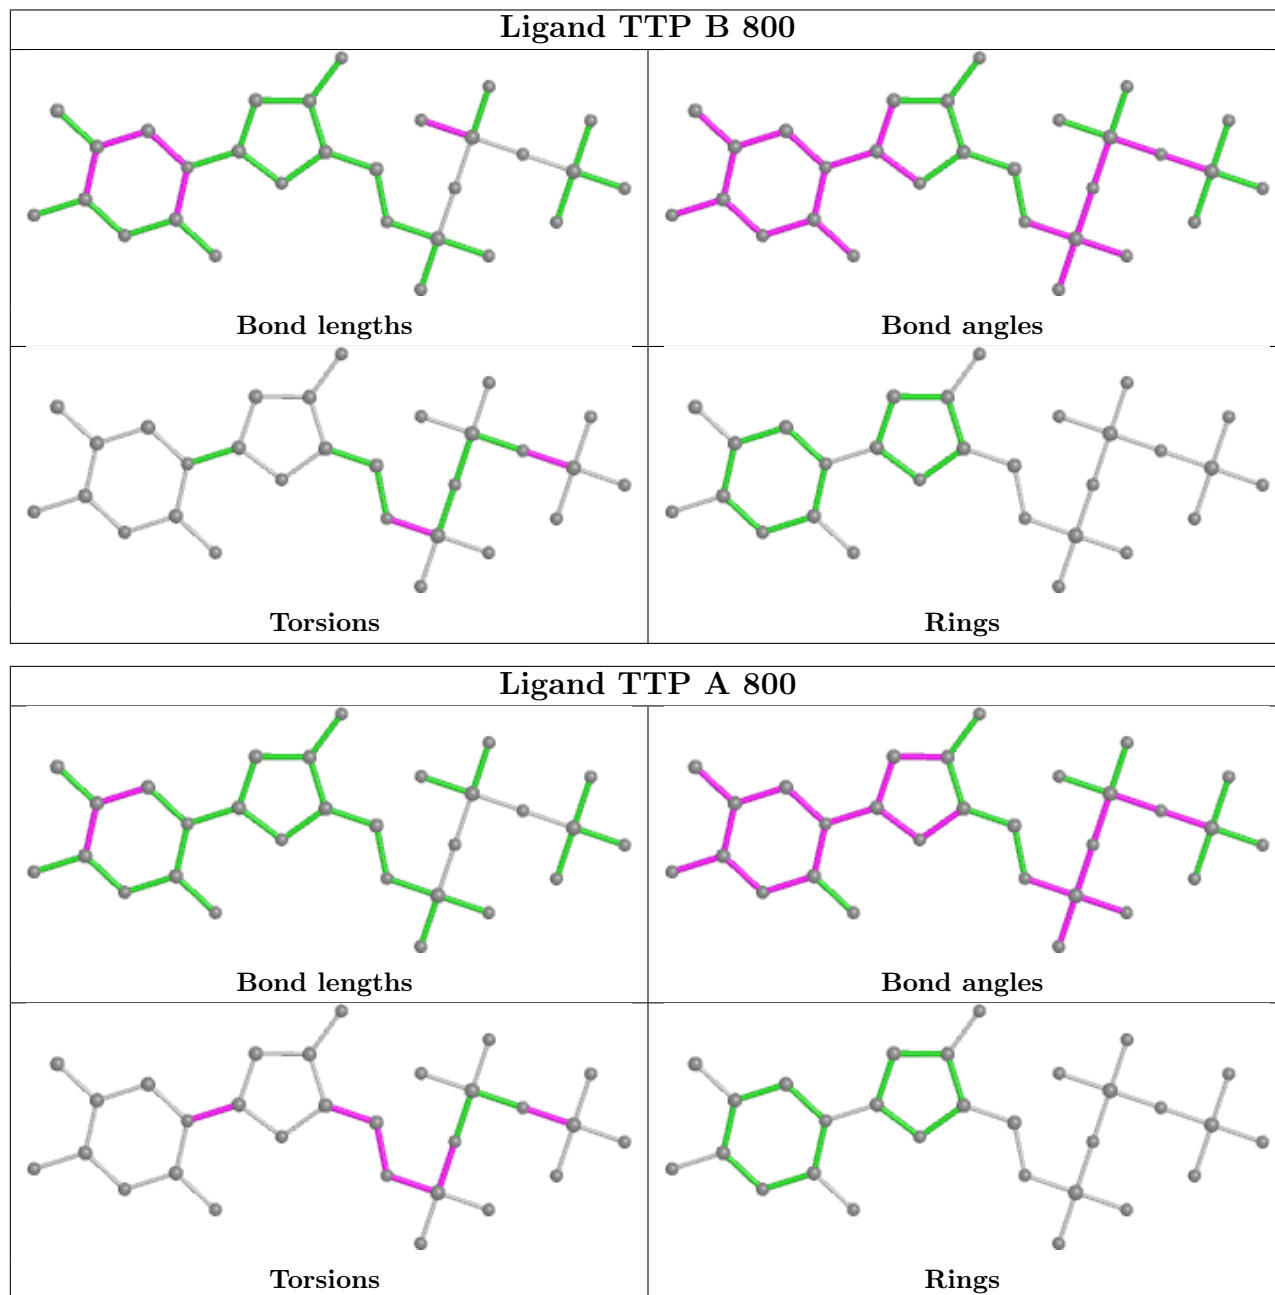 Ligand TTP B 800
Bond lengths
Bond angles
Torsions
Rings
Ligand TTP A 800
Bond lengths
Bond angles
Torsions
Rings